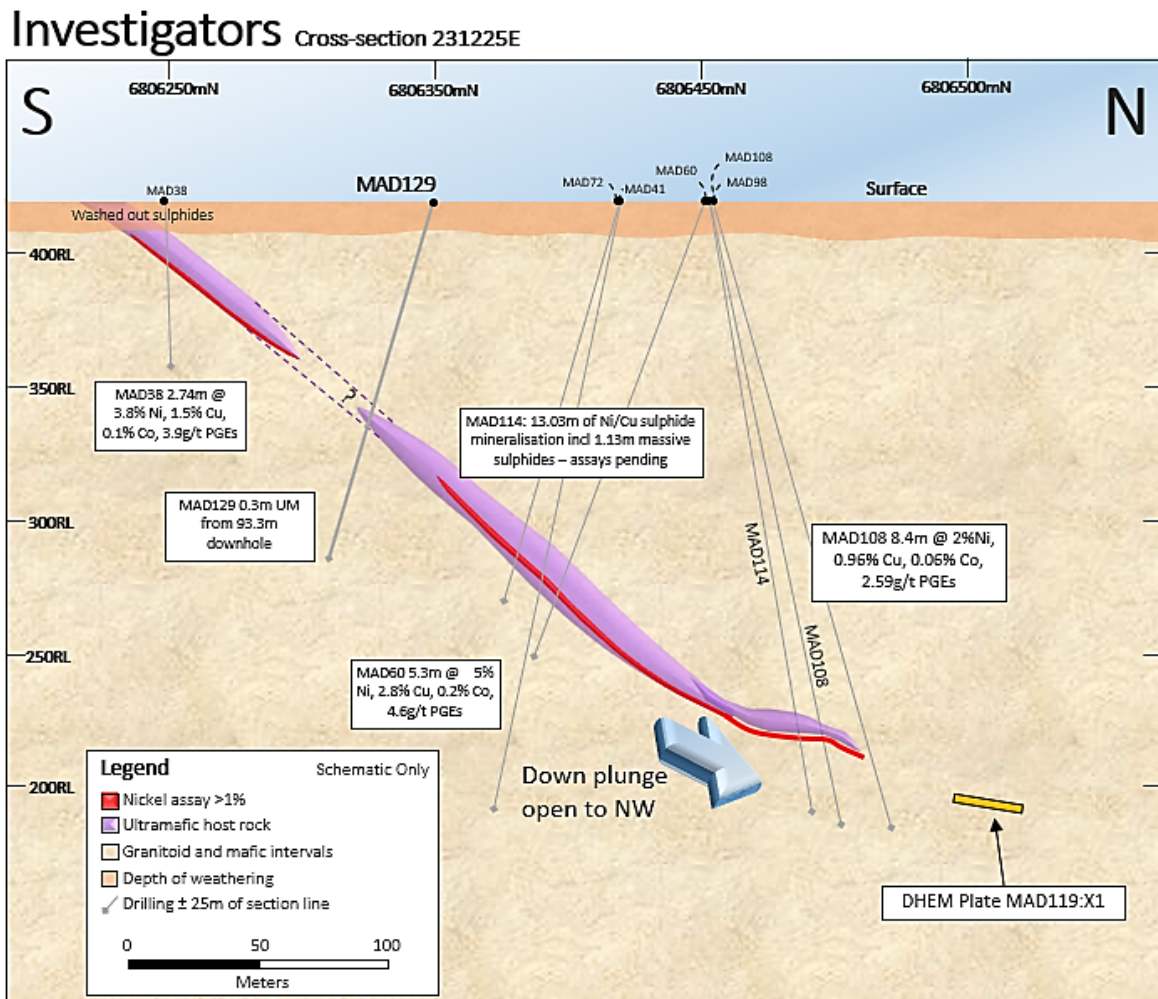 Investigators Cross-section 231225E
6806250mN
6806350mN
6806450mN
6806500mN
S
N
MAD108
MAD60
MAD98
MAD72
MAD41
MAD38
MAD129
Surface
Washed out sulphides
400RL
350RL
300RL
250RL
200RL
?
MAD38 2.74m @
3.8% Ni, 1.5% Cu,
0.1% Co, 3.9g/t PGEs
MAD114: 13.03m of Ni/Cu sulphide
mineralisation incl 1.13m massive
sulphides – assays pending
MAD129 0.3m UM
from 93.3m
downhole
MAD114
MAD108 8.4m @ 2%Ni,
0.96% Cu, 0.06% Co,
2.59g/t PGEs
MAD108
MAD60 5.3m @ 5%
Ni, 2.8% Cu, 0.2% Co,
4.6g/t PGEs
Down plunge
open to NW
Legend
Schematic Only
Nickel assay >1%
Ultramafic host rock
Granitoid and mafic intervals
Depth of weathering
Drilling ± 25m of section line
0 50 100
Meters
DHEM Plate MAD119:X1